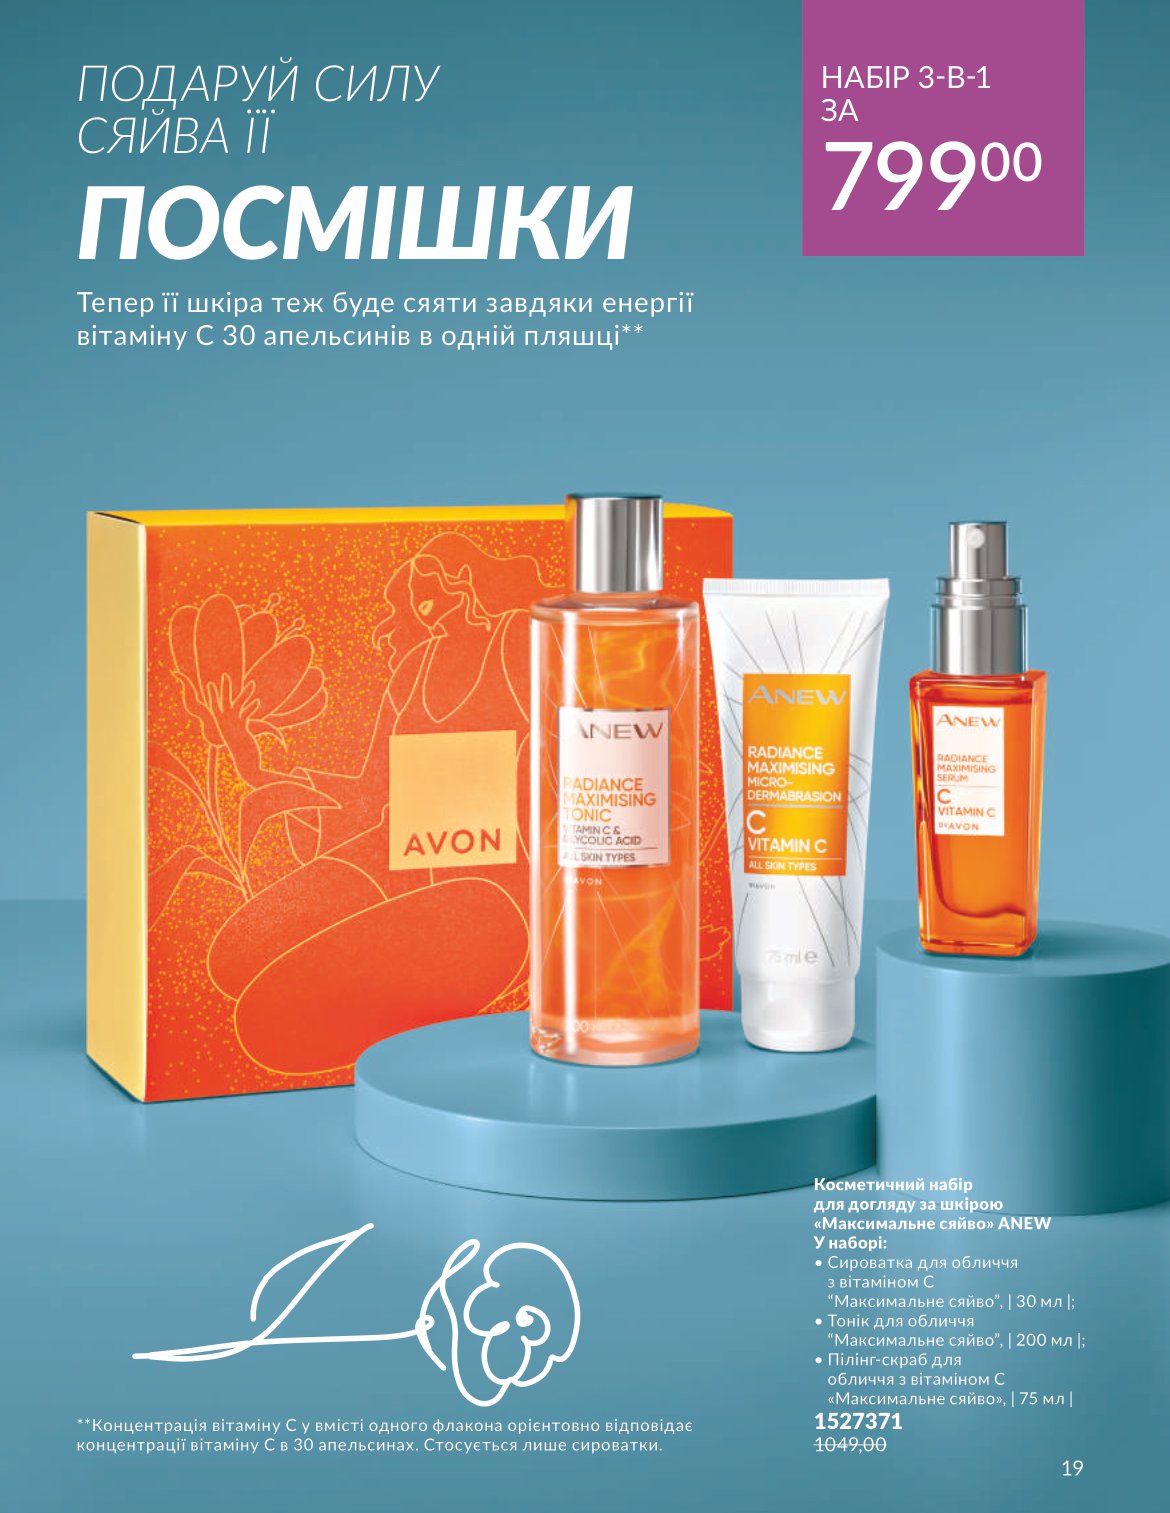 ПОДАРУЙ СИЛУ
СЯЙВА ЇЇ
ПОСМІШКИ
Тепер її шкіра теж буде сяяти завдяки енергії
вітаміну С 30 апельсинів в одній пляшці**
НАБІР 3-В-1
ЗА
799⁰⁰
AVON
ANEW
RADIANCE
MAXIMISING
TONIC
VITAMIN C &
GLYCOLIC ACID
ALL SKIN TYPES
BY AVON
ANEW
RADIANCE
MAXIMISING
MICRO-
DERMABRASION
C
VITAMIN C
ALL SKIN TYPES
BY AVON
75 ml e
ANEW
RADIANCE
MAXIMISING
SERUM
C
VITAMIN C
BY AVON
Косметичний набір
для догляду за шкірою
«Максимальне сяйво» ANEW
У наборі:
• Сироватка для обличчя
з вітаміном С
“Максимальне сяйво”, | 30 мл |;
• Тонік для обличчя
“Максимальне сяйво”, | 200 мл |;
• Пілінг-скраб для
обличчя з вітаміном С
«Максимальне сяйво», | 75 мл |
1527371
1049,00
**Концентрація вітаміну С у вмісті одного флакона орієнтовно відповідає
концентрації вітаміну С в 30 апельсинах. Стосується лише сироватки.
19